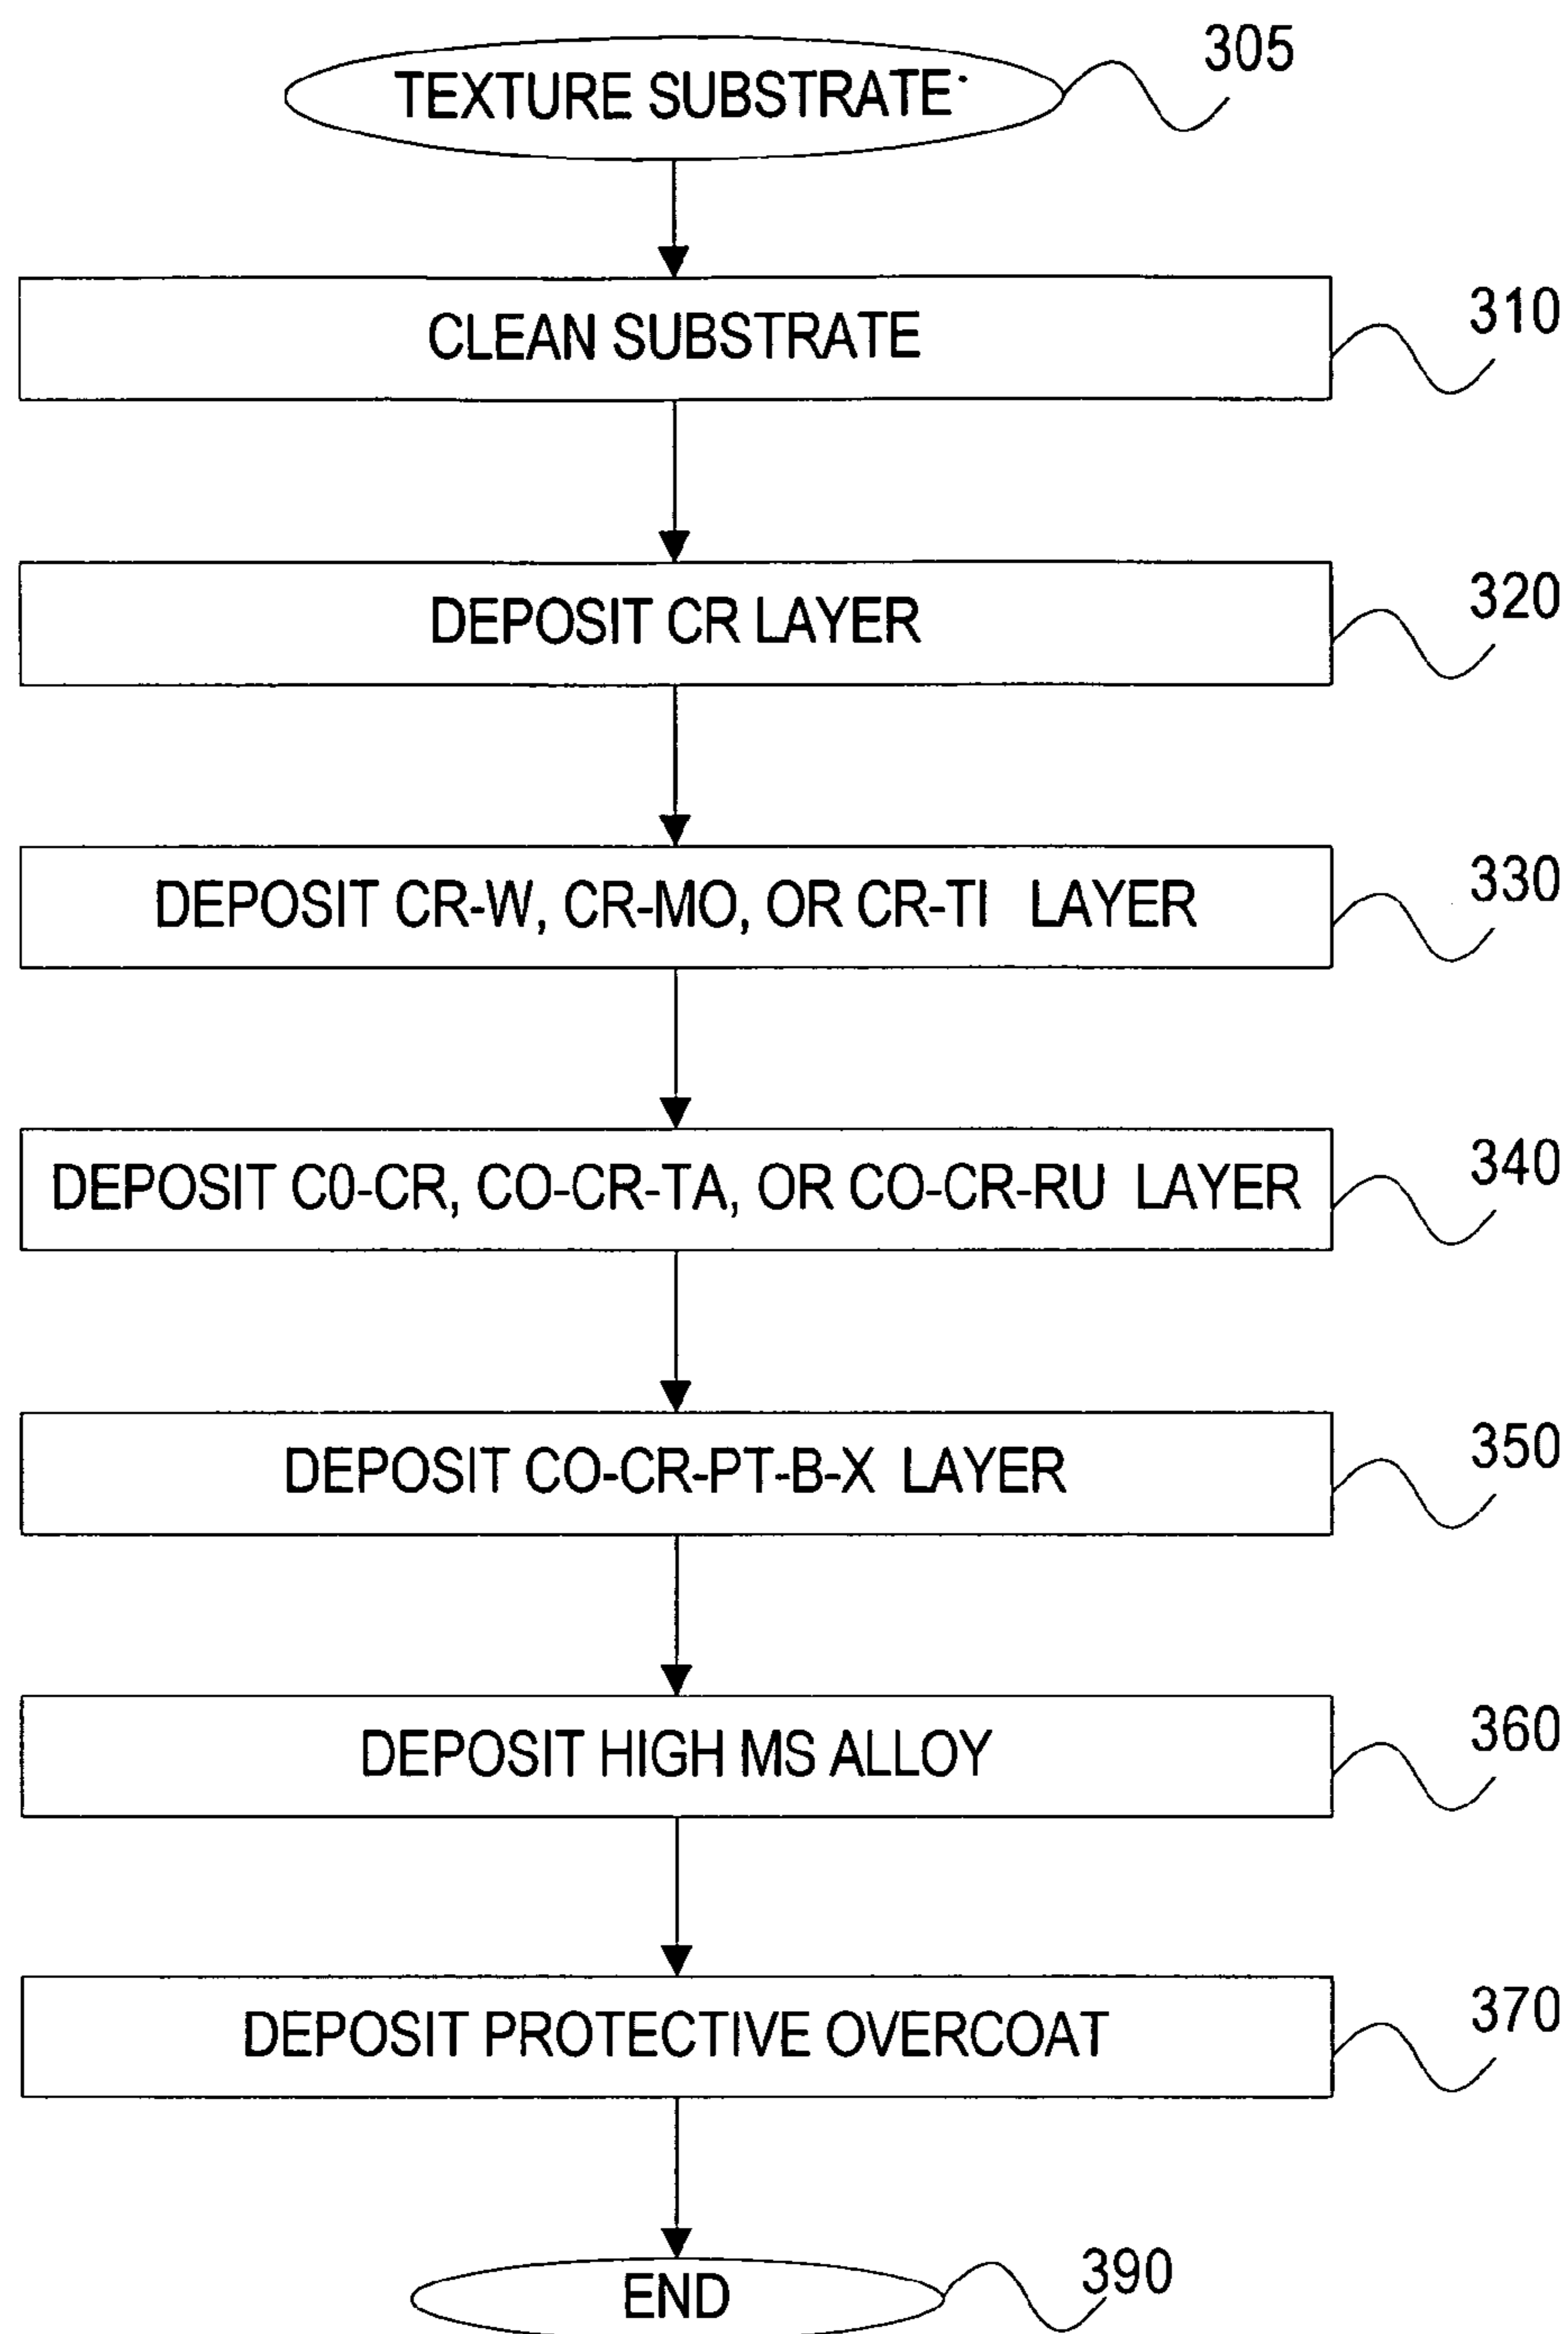 TEXTURE SUBSTRATE
305
CLEAN SUBSTRATE
310
DEPOSIT CR LAYER
320
DEPOSIT CR-W, CR-MO, OR CR-TI LAYER
330
DEPOSIT C0-CR, CO-CR-TA, OR CO-CR-RU LAYER
340
DEPOSIT CO-CR-PT-B-X LAYER
350
DEPOSIT HIGH MS ALLOY
360
DEPOSIT PROTECTIVE OVERCOAT
370
END
390